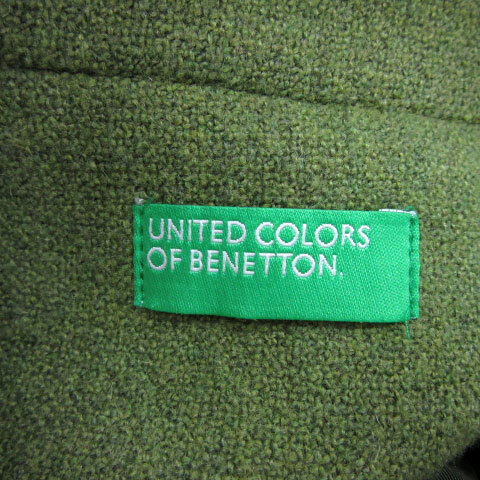 UNITED COLORS
OF BENETTON.